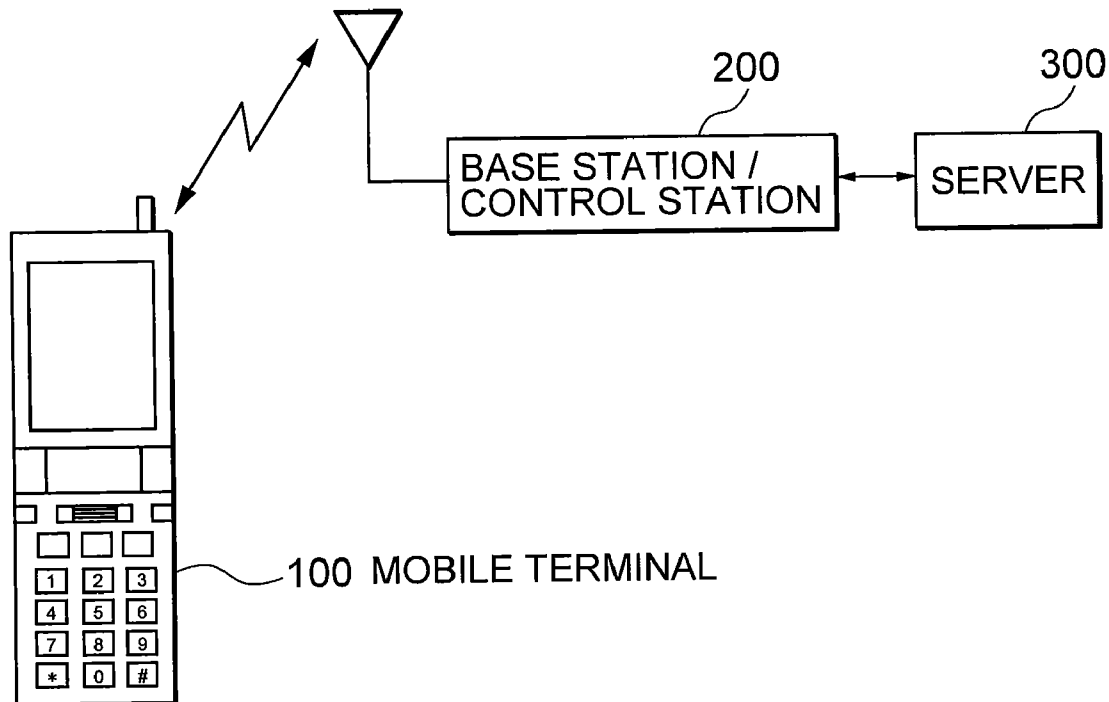 200
300
BASE STATION /
CONTROL STATION
SERVER
100 MOBILE TERMINAL
1 2 3
4 5 6
7 8 9
* 0 #